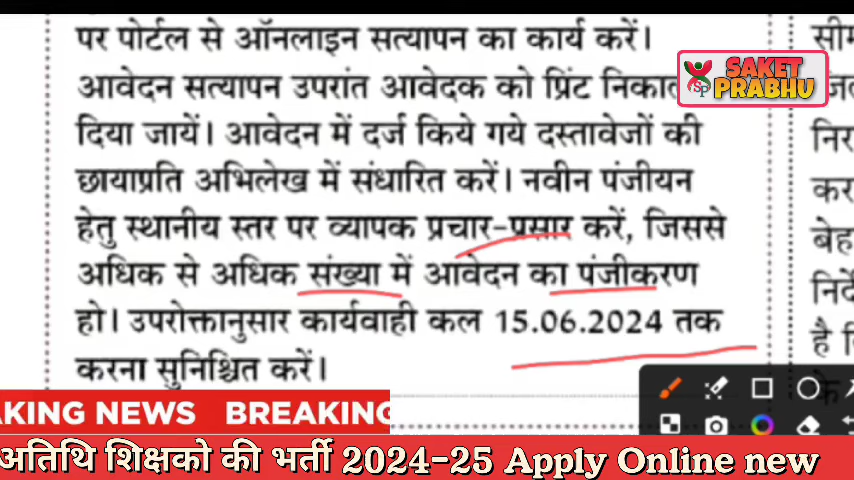 पर पोर्टल से ऑनलाइन सत्यापन का कार्य करें।
आवेदन सत्यापन उपरांत आवेदक को प्रिंट
दिया जायें। आवेदन में दर्ज किये गये दस्तावेजों की
छायाप्रति अभिलेख में संधारित करें। नवीन पंजीयन
हेतु स्थानीय स्तर पर व्यापक प्रचार-प्रसार करें, जिससे
अधिक से अधिक संख्या में आवेदन का पंजीकरण
हो। उपरोक्तानुसार कार्यवाही कल 15.06.2024 तक
करना सुनिश्चित करें।
SAKET
PRABHU
SP
AKING NEWS BREAKING
अतिथि शिक्षको की भर्ती 2024-25 Apply Online new